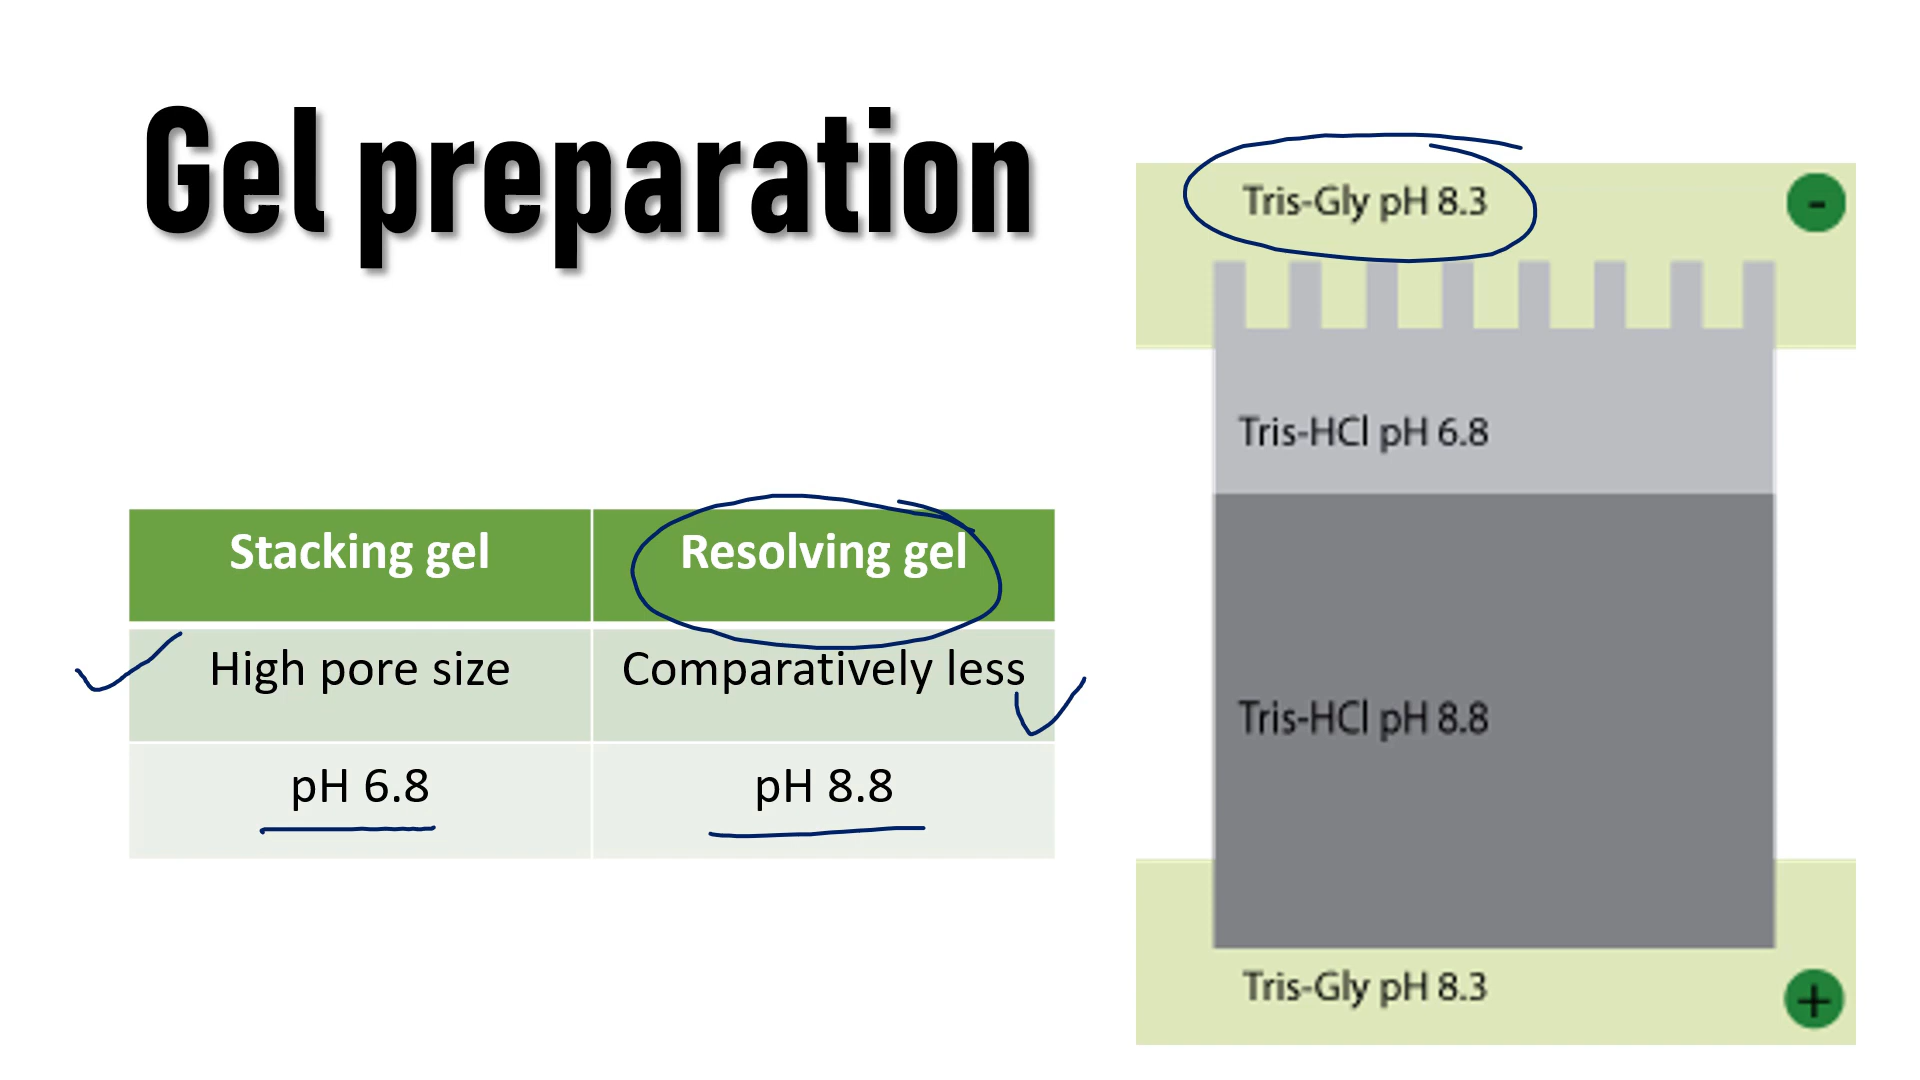 Gel preparation
Stacking gel
Resolving gel
High pore size
Comparatively less
pH 6.8
pH 8.8
Tris-Gly pH 8.3
-
Tris-HCl pH 6.8
Tris-HCl pH 8.8
Tris-Gly pH 8.3
+